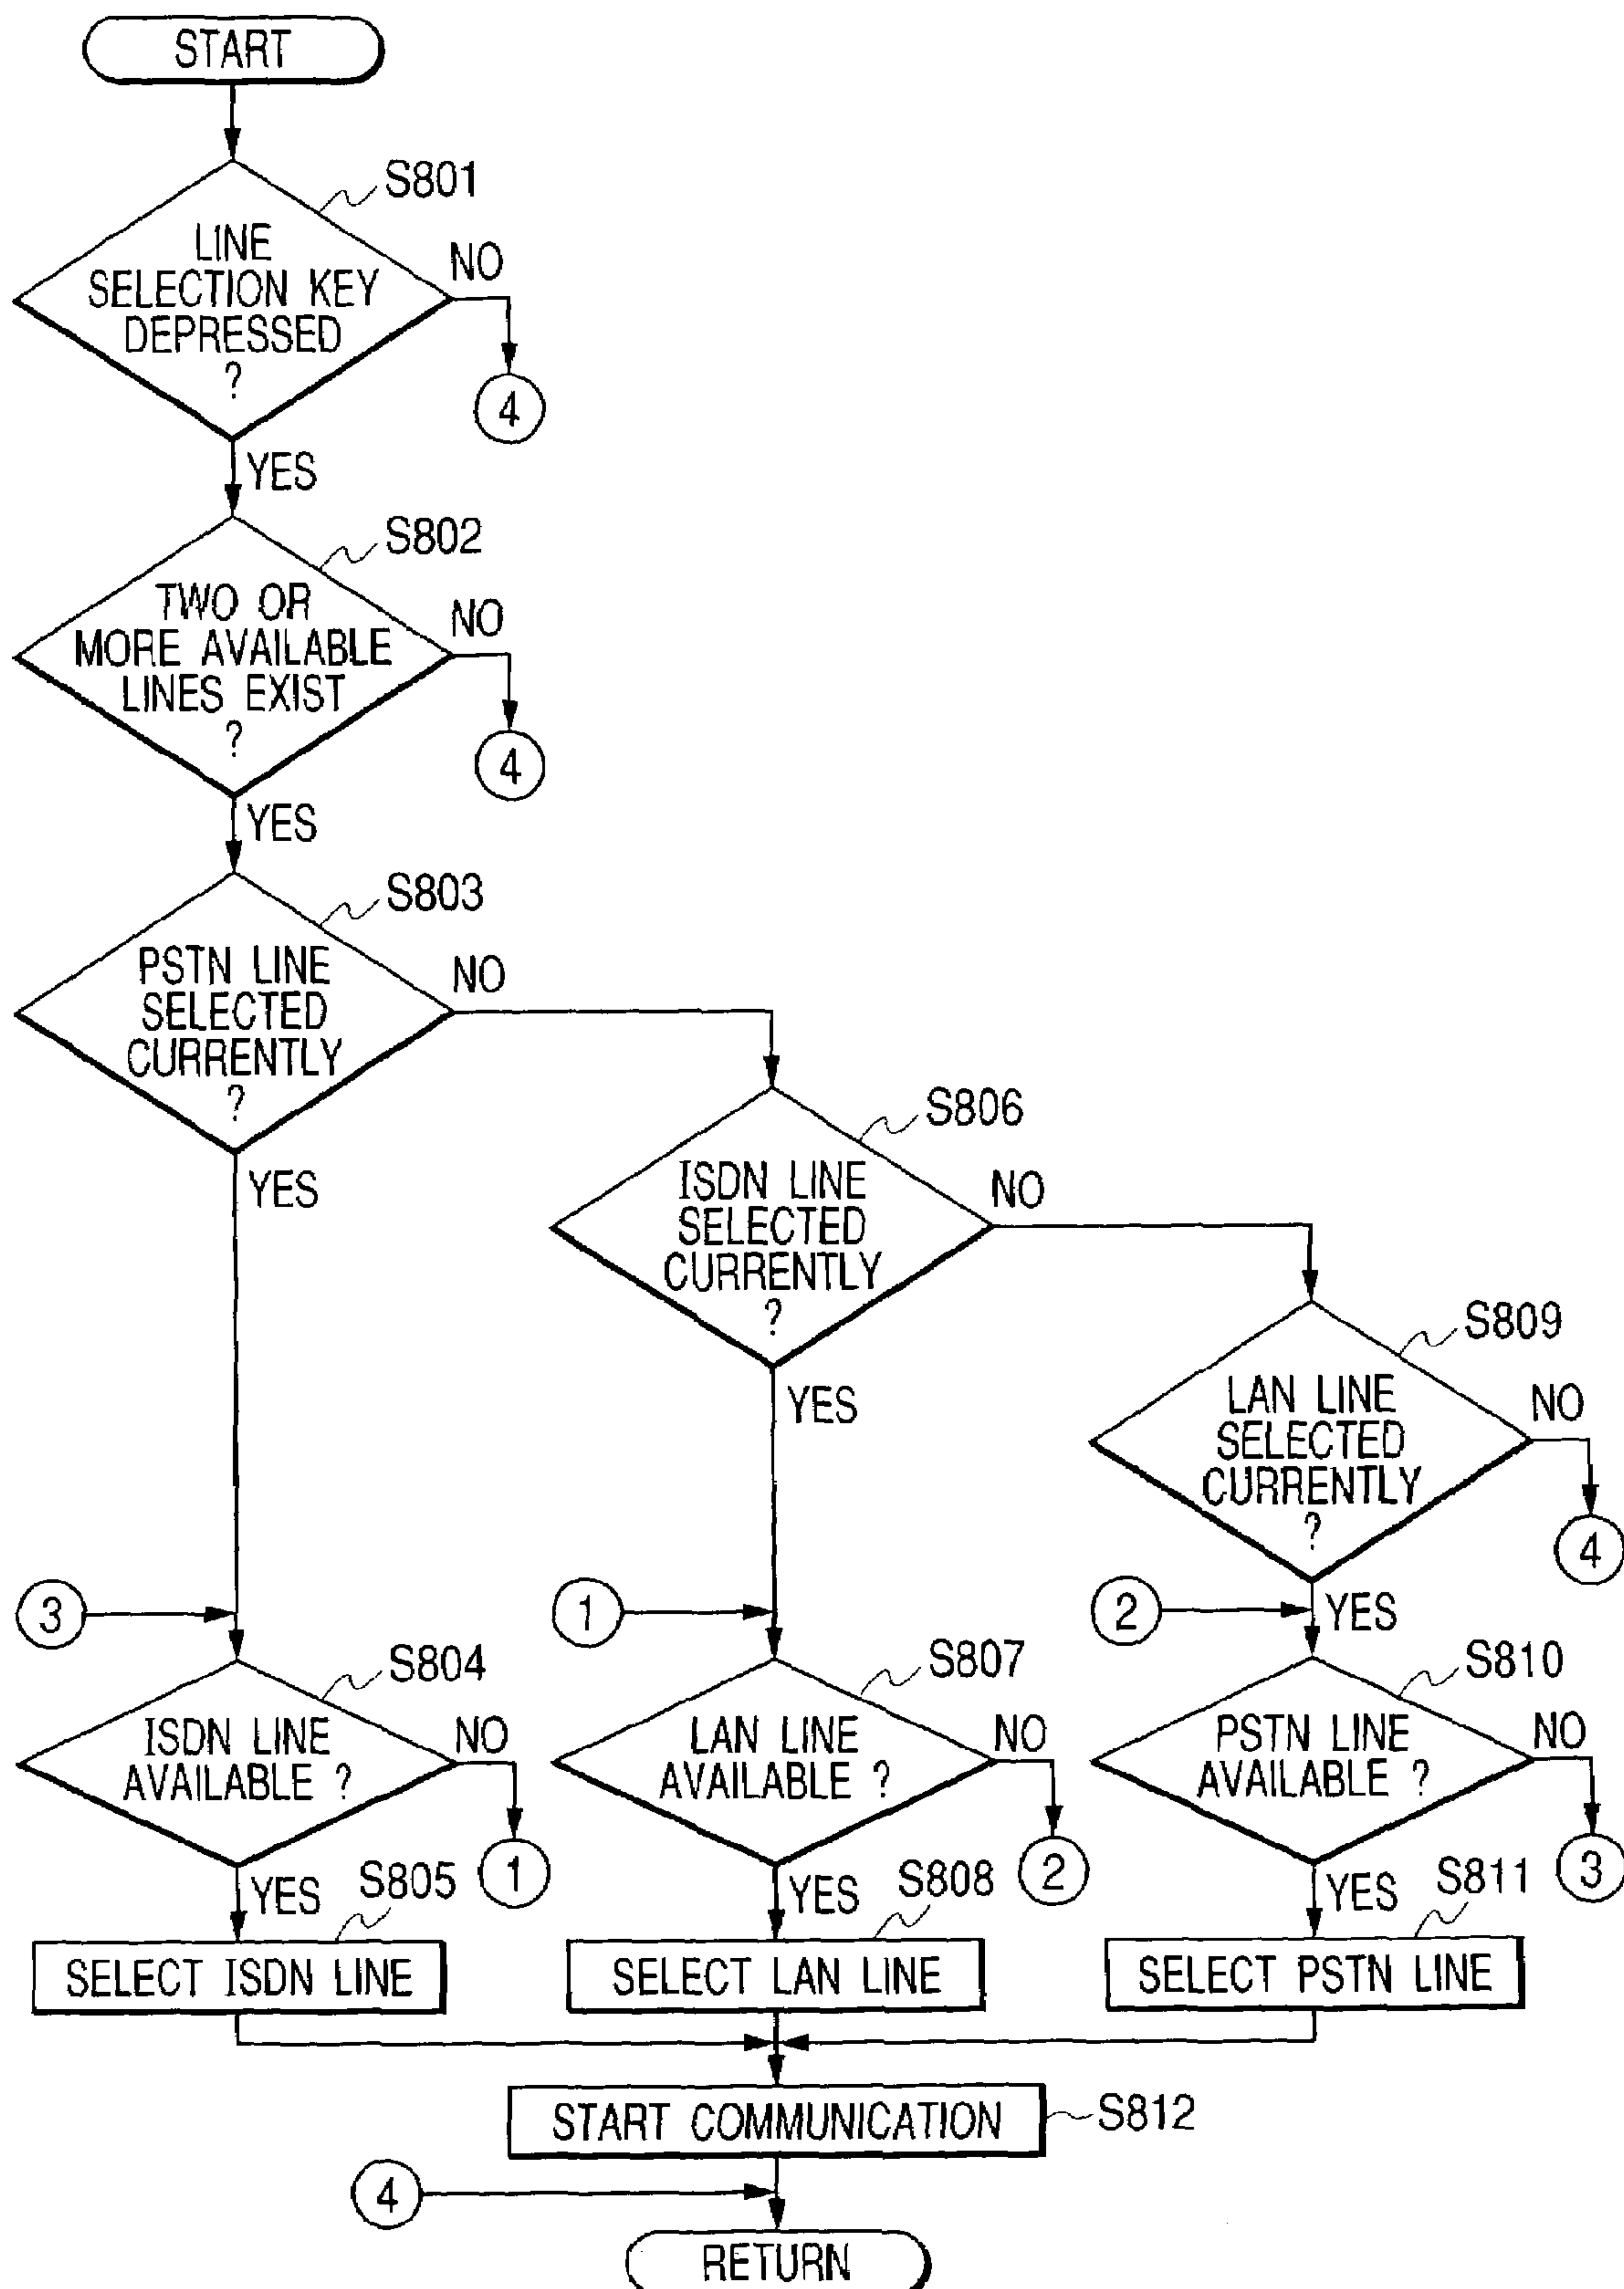 START
S801
LINE
SELECTION KEY
DEPRESSED
?
NO
4
YES
S802
TWO OR
MORE AVAILABLE
LINES EXIST
?
NO
4
YES
S803
PSTN LINE
SELECTED
CURRENTLY
?
NO
YES
S806
ISDN LINE
SELECTED
CURRENTLY
?
NO
YES
S809
LAN LINE
SELECTED
CURRENTLY
?
NO
4
YES
3
1
2
S804
ISDN LINE
AVAILABLE ?
NO
1
YES
S805
SELECT ISDN LINE
S807
LAN LINE
AVAILABLE ?
NO
2
YES
S808
SELECT LAN LINE
S810
PSTN LINE
AVAILABLE ?
NO
3
YES
S811
SELECT PSTN LINE
START COMMUNICATION
S812
4
RETURN